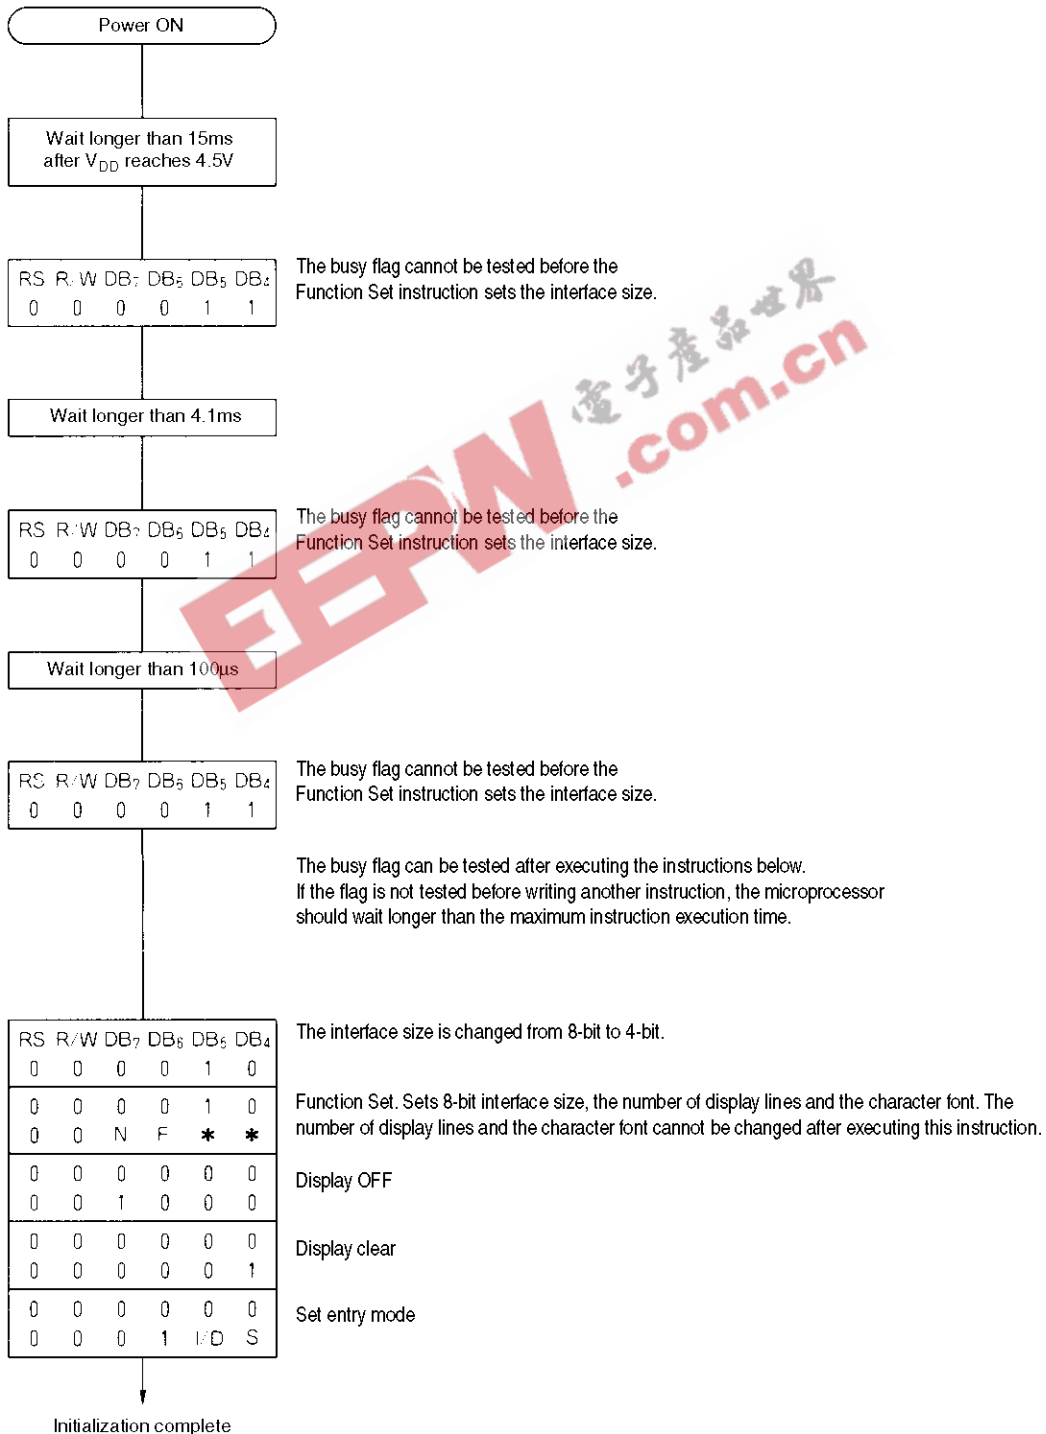 Power ON
Wait longer than 15ms
after VDD reaches 4.5V
RS R/W DB7 DB6 DB5 DB4
0 0 0 0 1 1
The busy flag cannot be tested before the
Function Set instruction sets the interface size.
電子產品世界
EEPW .com.cn
Wait longer than 4.1ms
RS R/W DB7 DB6 DB5 DB4
0 0 0 0 1 1
The busy flag cannot be tested before the
Function Set instruction sets the interface size.
Wait longer than 100µs
RS R/W DB7 DB6 DB5 DB4
0 0 0 0 1 1
The busy flag cannot be tested before the
Function Set instruction sets the interface size.
The busy flag can be tested after executing the instructions below.
If the flag is not tested before writing another instruction, the microprocessor
should wait longer than the maximum instruction execution time.
RS R/W DB7 DB6 DB5 DB4
0 0 0 0 1 0
The interface size is changed from 8-bit to 4-bit.
0 0 0 0 1 0
0 0 N F * *
Function Set. Sets 8-bit interface size, the number of display lines and the character font. The
number of display lines and the character font cannot be changed after executing this instruction.
0 0 0 0 0 0
0 0 1 0 0 0
Display OFF
0 0 0 0 0 0
0 0 0 0 0 1
Display clear
0 0 0 0 0 0
0 0 0 1 I/D S
Set entry mode
Initialization complete